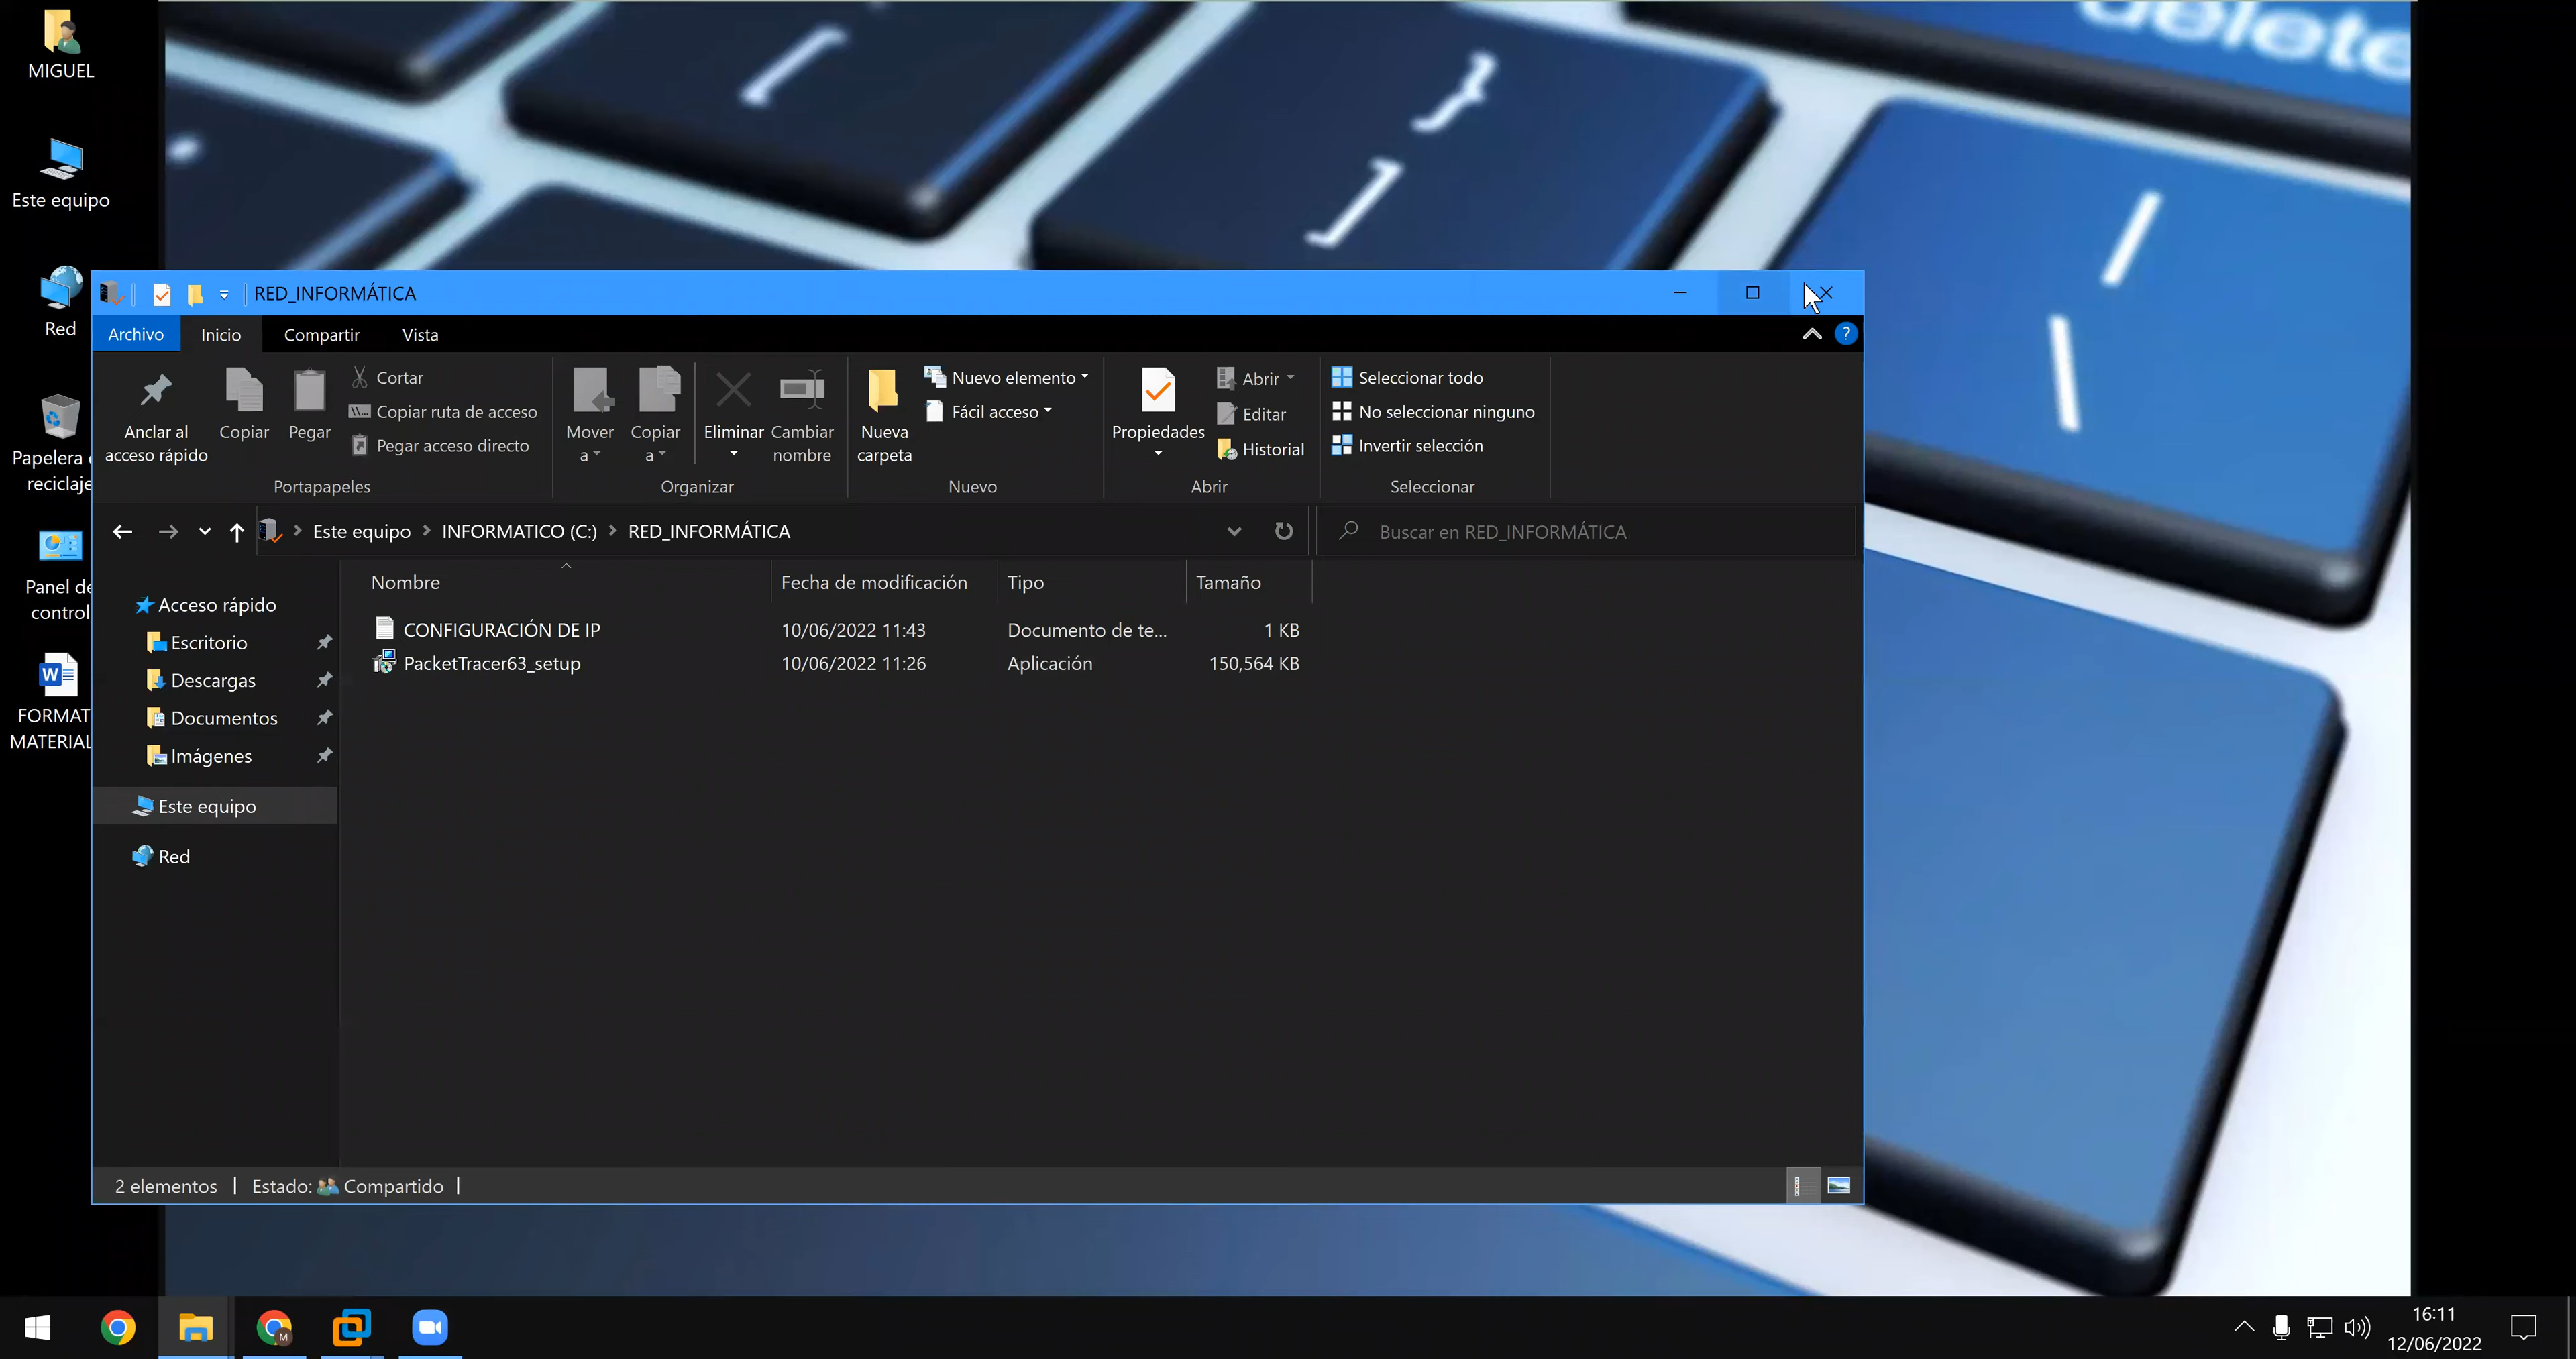 MIGUEL
Este equipo
Red
Papelera
reciclaje
Panel de
control
FORMAT
MATERIAL
delete
RED_INFORMÁTICA
Archivo
Inicio
Compartir
Vista
Anclar al
acceso rápido
Copiar
Pegar
Cortar
Copiar ruta de acceso
Pegar acceso directo
Portapapeles
Mover
a
Copiar
a
Eliminar
Cambiar
nombre
Organizar
Nueva
carpeta
Nuevo elemento
Fácil acceso
Nuevo
Propiedades
Abrir
Editar
Historial
Abrir
Seleccionar todo
No seleccionar ninguno
Invertir selección
Seleccionar
Este equipo > INFORMATICO (C:) > RED_INFORMÁTICA
Buscar en RED_INFORMÁTICA
Acceso rápido
Escritorio
Descargas
Documentos
Imágenes
Este equipo
Red
Nombre Fecha de modificación Tipo Tamaño
CONFIGURACIÓN DE IP 10/06/2022 11:43 Documento de te... 1 KB
PacketTracer63_setup 10/06/2022 11:26 Aplicación 150,564 KB
2 elementos Estado: Compartido
16:11
12/06/2022